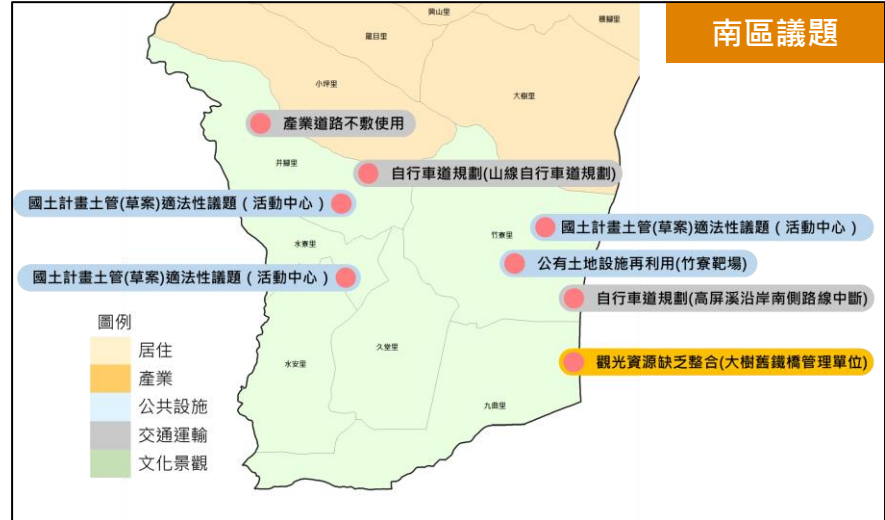 南區議題
興山里
龍目里
檨腳里
小坪里
大樹里
產業道路不敷使用
井腳里
自行車道規劃(山線自行車道規劃)
國土計畫土管(草案)適法性議題(活動中心)
國土計畫土管(草案)適法性議題(活動中心)
竹寮里
水寮里
公有土地設施再利用(竹寮靶場)
國土計畫土管(草案)適法性議題(活動中心)
自行車道規劃(高屏溪沿岸南側路線中斷)
圖例
居住
產業
公共設施
交通運輸
文化景觀
久堂里
水安里
觀光資源缺乏整合(大樹舊鐵橋管理單位)
九曲里